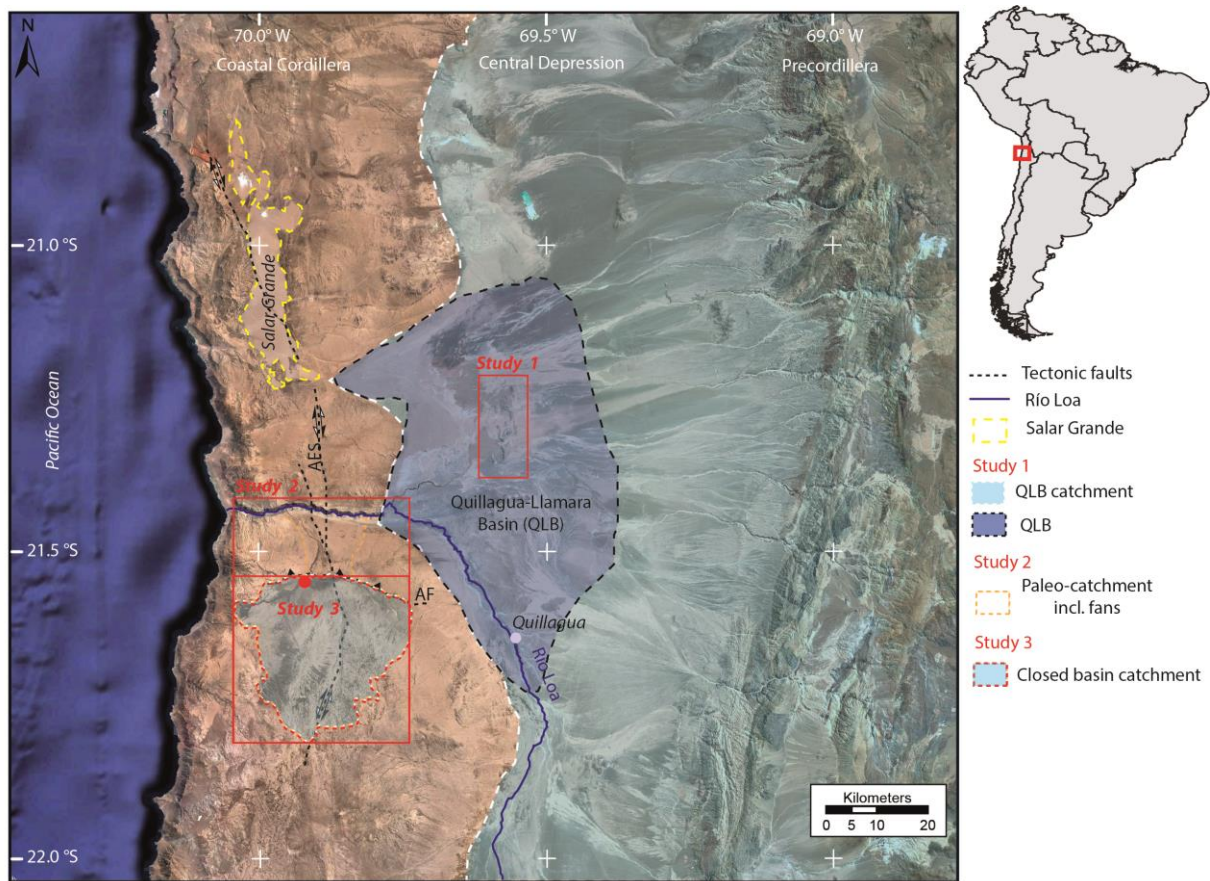 N
70.0° W
69.5° W
69.0° W
Coastal Cordillera
Central Depression
Precordillera
21.0 °S
Pacific Ocean
Salar Grande
Study 1
AES
Study 2
Quillagua-Llamara
Basin (QLB)
21.5 °S
AF
Study 3
Quillagua
Río Loa
Kilometers
0 5 10 20
22.0 °S
Tectonic faults
Río Loa
Salar Grande
Study 1
QLB catchment
QLB
Study 2
Paleo-catchment
incl. fans
Study 3
Closed basin catchment